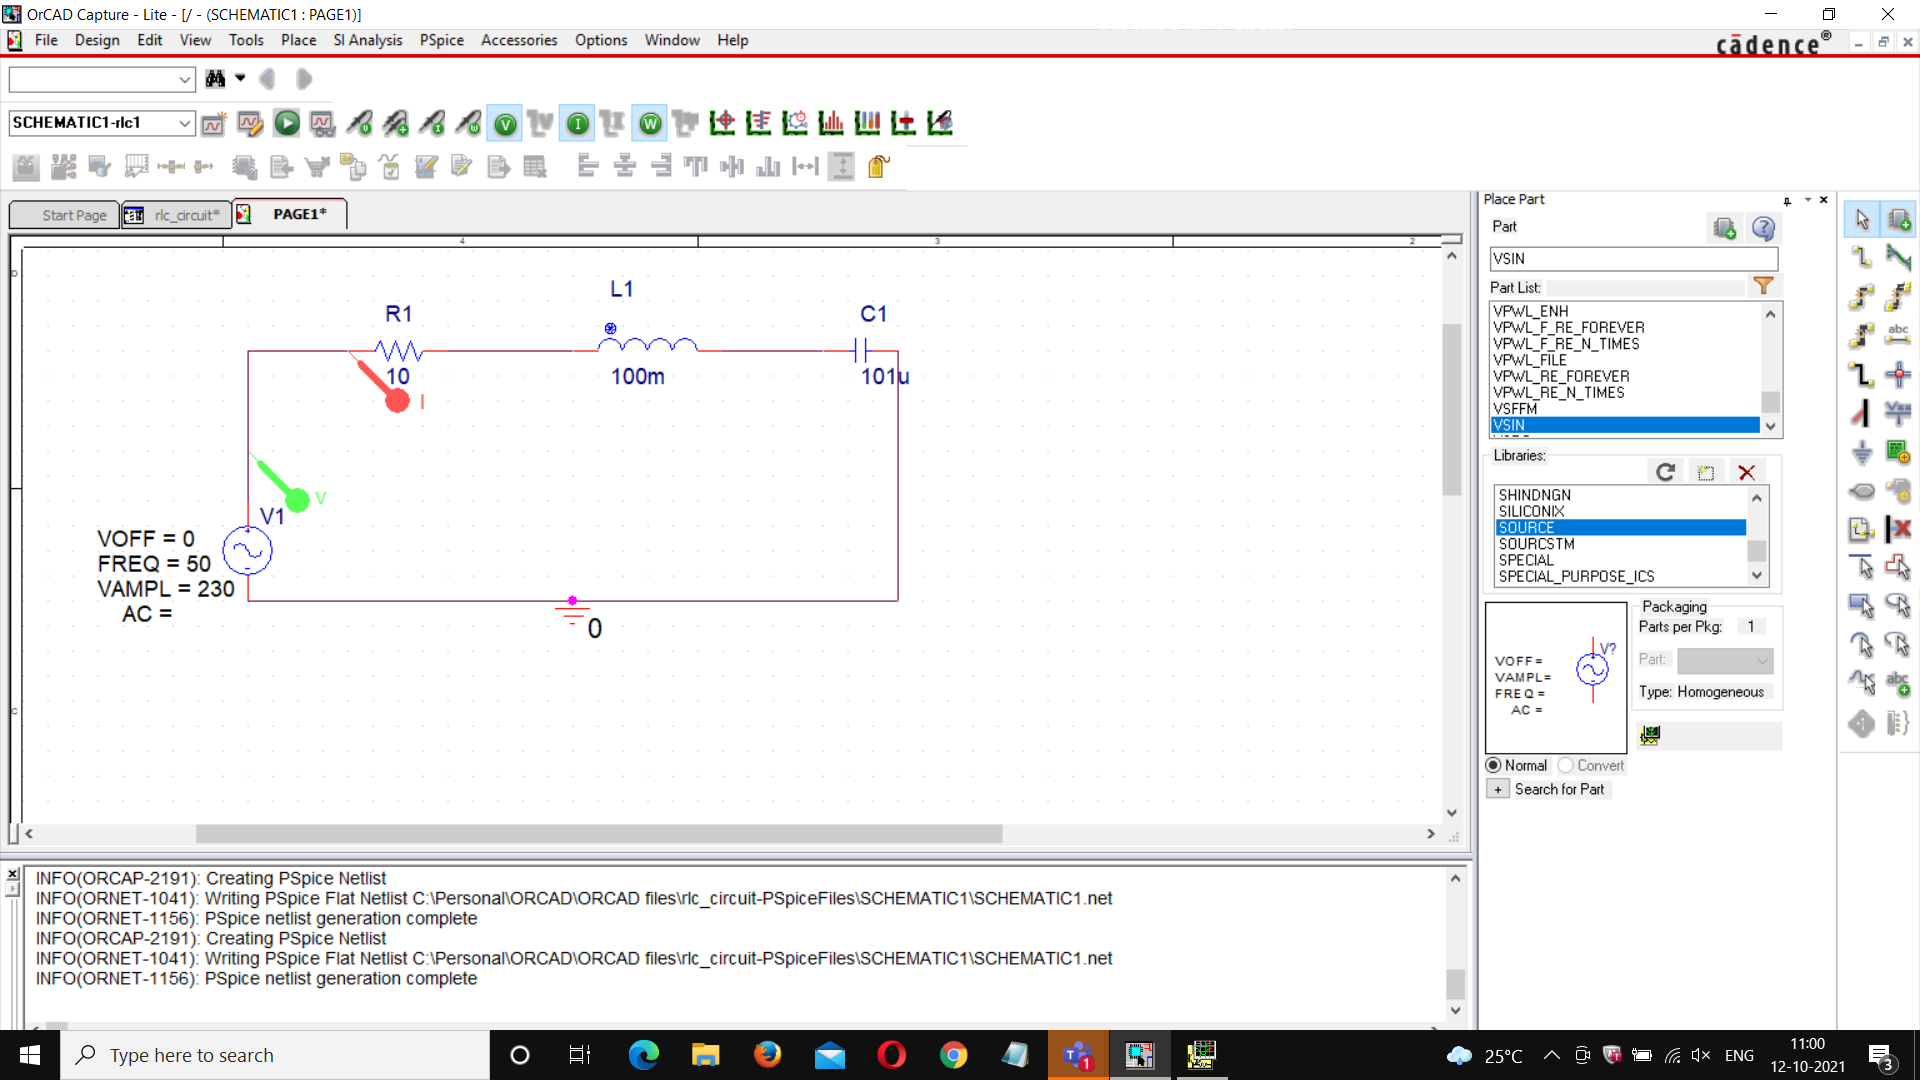 OrCAD Capture - Lite - [/ - (SCHEMATIC1 : PAGE1)]
File Design Edit View Tools Place SI Analysis PSpice Accessories Options Window Help
cādence®
SCHEMATIC1-rlc1
Start Page
rlc_circuit*
PAGE1*
4
3
2
D
C
R1
10
L1
100m
C1
101u
I
V
V1
VOFF = 0
FREQ = 50
VAMPL = 230
AC =
0
Place Part
Part
VSIN
Part List:
VPWL_ENH
VPWL_F_RE_FOREVER
VPWL_F_RE_N_TIMES
VPWL_FILE
VPWL_RE_FOREVER
VPWL_RE_N_TIMES
VSFFM
VSIN
Libraries:
SHINDNGN
SILICONIX
SOURCE
SOURCSTM
SPECIAL
SPECIAL_PURPOSE_ICS
V?
VOFF =
VAMPL=
FREQ =
AC =
Packaging
Parts per Pkg: 1
Part:
Type: Homogeneous
Normal Convert
+ Search for Part
INFO(ORCAP-2191): Creating PSpice Netlist
INFO(ORNET-1041): Writing PSpice Flat Netlist C:\Personal\ORCAD\ORCAD files\rlc_circuit-PSpiceFiles\SCHEMATIC1\SCHEMATIC1.net
INFO(ORNET-1156): PSpice netlist generation complete
INFO(ORCAP-2191): Creating PSpice Netlist
INFO(ORNET-1041): Writing PSpice Flat Netlist C:\Personal\ORCAD\ORCAD files\rlc_circuit-PSpiceFiles\SCHEMATIC1\SCHEMATIC1.net
INFO(ORNET-1156): PSpice netlist generation complete
Type here to search
1
25°C
ENG
11:00
12-10-2021
3